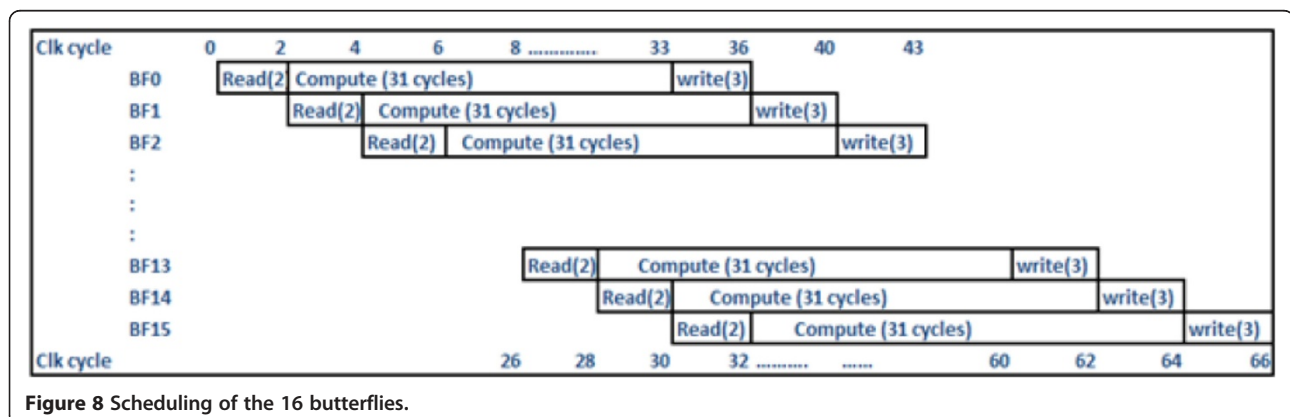 Clk cycle 0 2 4 6 8 .............. 33 36 40 43
BF0 Read(2 Compute (31 cycles) write(3)
BF1 Read(2) Compute (31 cycles) write(3)
BF2 Read(2) Compute (31 cycles) write(3)
:
:
:
BF13 Read(2) Compute (31 cycles) write(3)
BF14 Read(2) Compute (31 cycles) write(3)
BF15 Read(2) Compute (31 cycles) write(3)
Clk cycle 26 28 30 32 .......... ...... 60 62 64 66
Figure 8 Scheduling of the 16 butterflies.